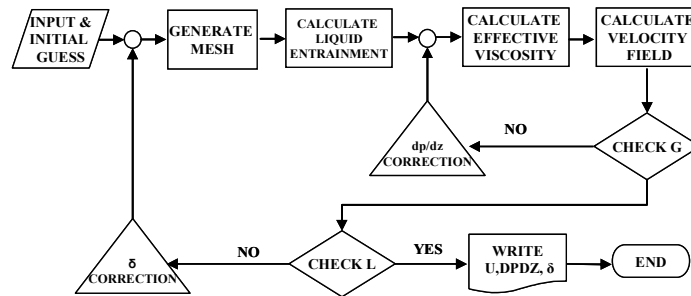 INPUT &
INITIAL
GUESS
GENERATE
MESH
CALCULATE
LIQUID
ENTRAINMENT
CALCULATE
EFFECTIVE
VISCOSITY
CALCULATE
VELOCITY
FIELD
NO
dp/dz
CORRECTION
CHECK G
δ
CORRECTION
NO
CHECK L
YES
WRITE
U,DPDZ, δ
END